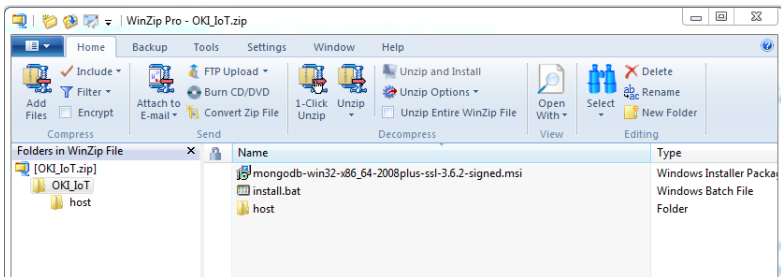 WinZip Pro - OKI_IoT.zip
Home Backup Tools Settings Window Help
Include FTP Upload Unzip and Install Delete
Filter Burn CD/DVD Unzip Options Rename
Add Files Encrypt Attach to E-mail Convert Zip File 1-Click Unzip Unzip Unzip Entire WinZip File Open With Select New Folder
Compress Send Decompress View Editing
Folders in WinZip File Name Type
[OKI_IoT.zip] mongodb-win32-x86_64-2008plus-ssl-3.6.2-signed.msi Windows Installer Packa
OKI_IoT install.bat Windows Batch File
host host Folder